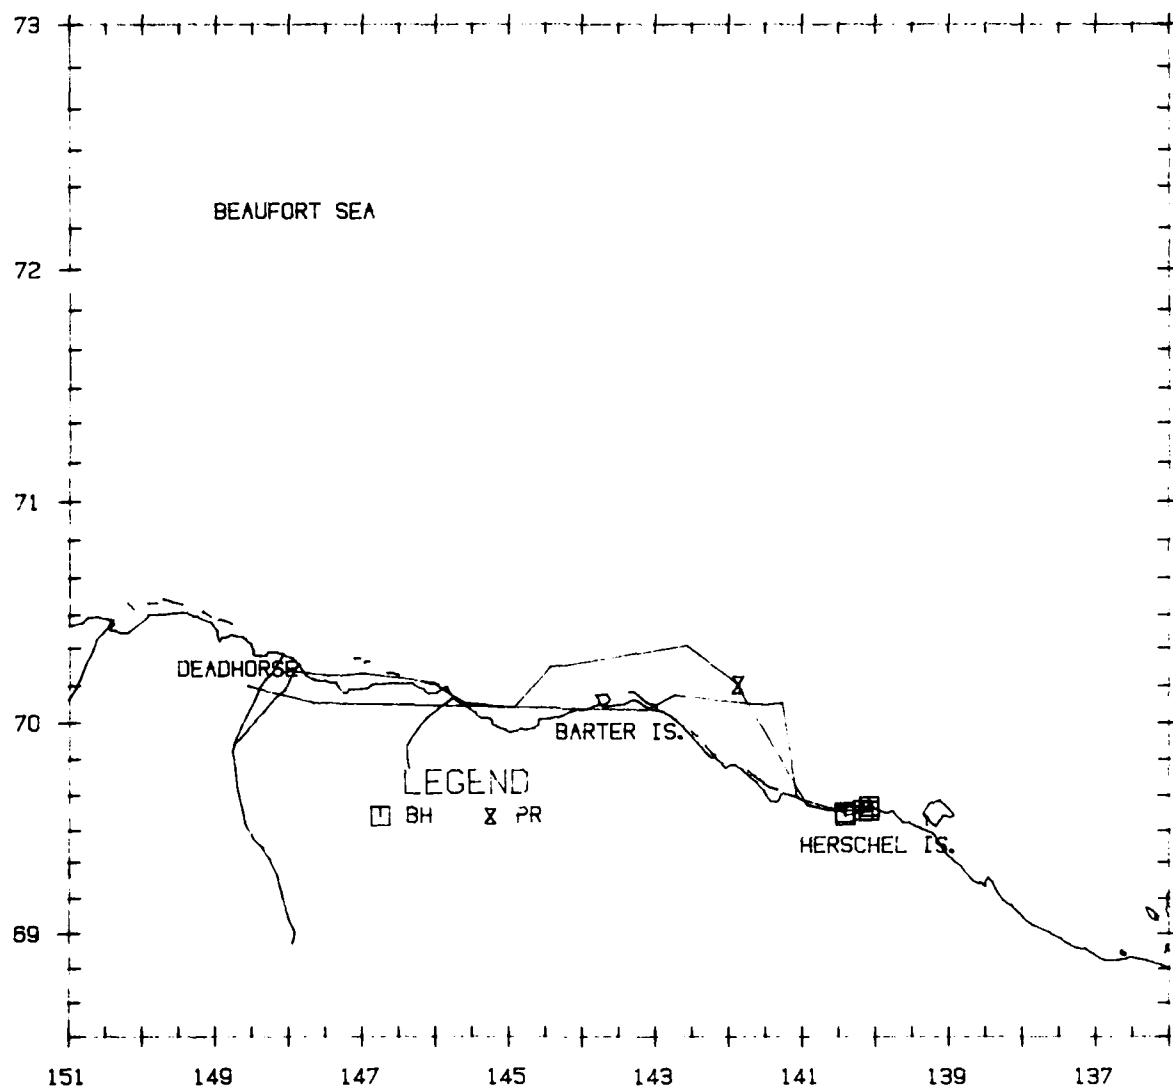 73
BEAUFORT SEA
72
71
DEADHORSE
70
BARTER IS.
LEGEND
BH PR
HERSCHEL IS.
69
151 149 147 145 143 141 139 137